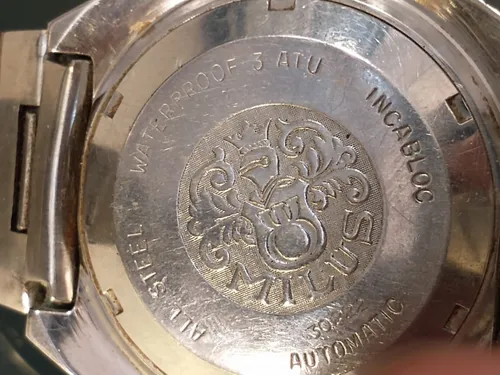 ALL STEEL WATERPROOF 3 ATU INCABLOC
MILUS
AUTOMATIC